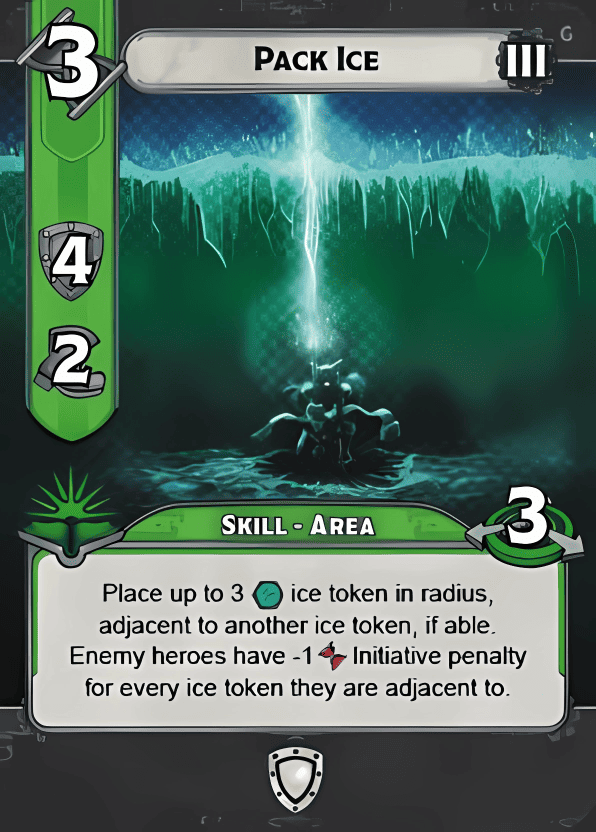 3
PACK ICE
III
G
4
2
SKILL - AREA
3
Place up to 3 ice token in radius,
adjacent to another ice token, if able.
Enemy heroes have -1 Initiative penalty
for every ice token they are adjacent to.